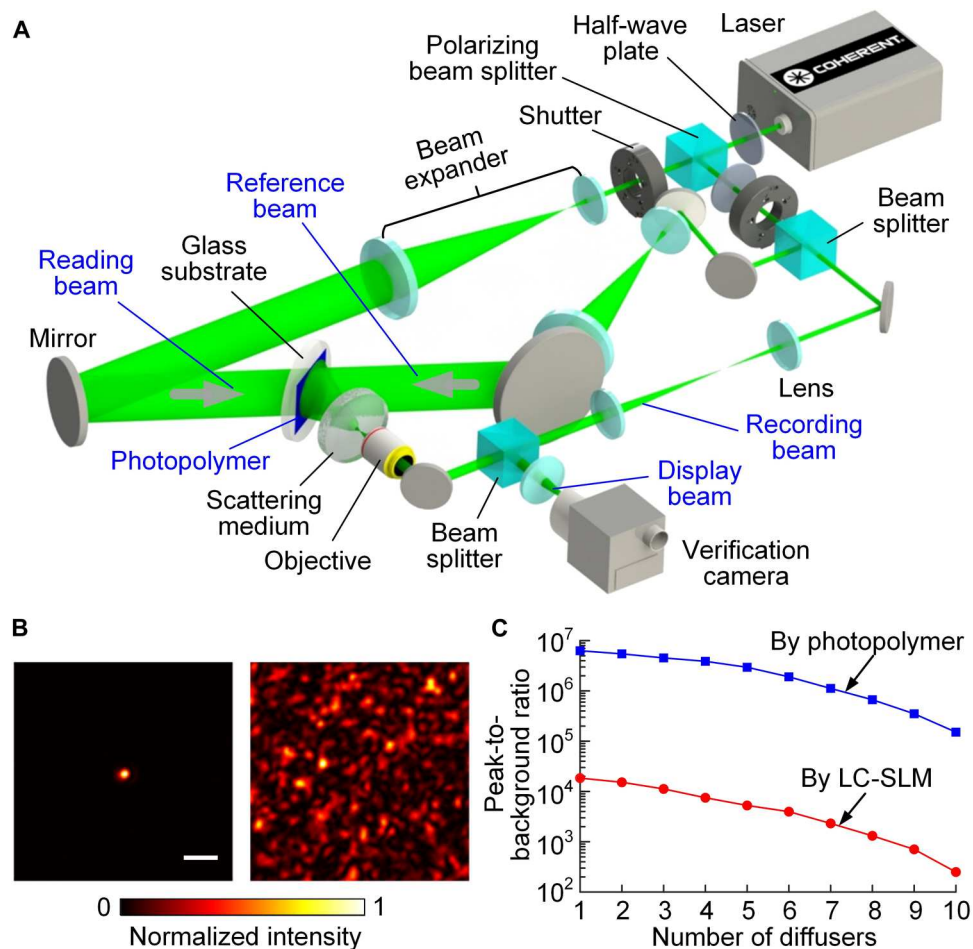 A
Polarizing
beam splitter
Half-wave
plate
Laser
COHERENT.
Shutter
Beam
expander
Reference
beam
Beam
splitter
Glass
substrate
Reading
beam
Mirror
Lens
Recording
beam
Photopolymer
Display
beam
Scattering
medium
Objective
Beam
splitter
Verification
camera
B
0
1
Normalized intensity
C
Peak-to-
background ratio
10^7
10^6
10^5
10^4
10^3
10^2
By photopolymer
By LC-SLM
1 2 3 4 5 6 7 8 9 10
Number of diffusers